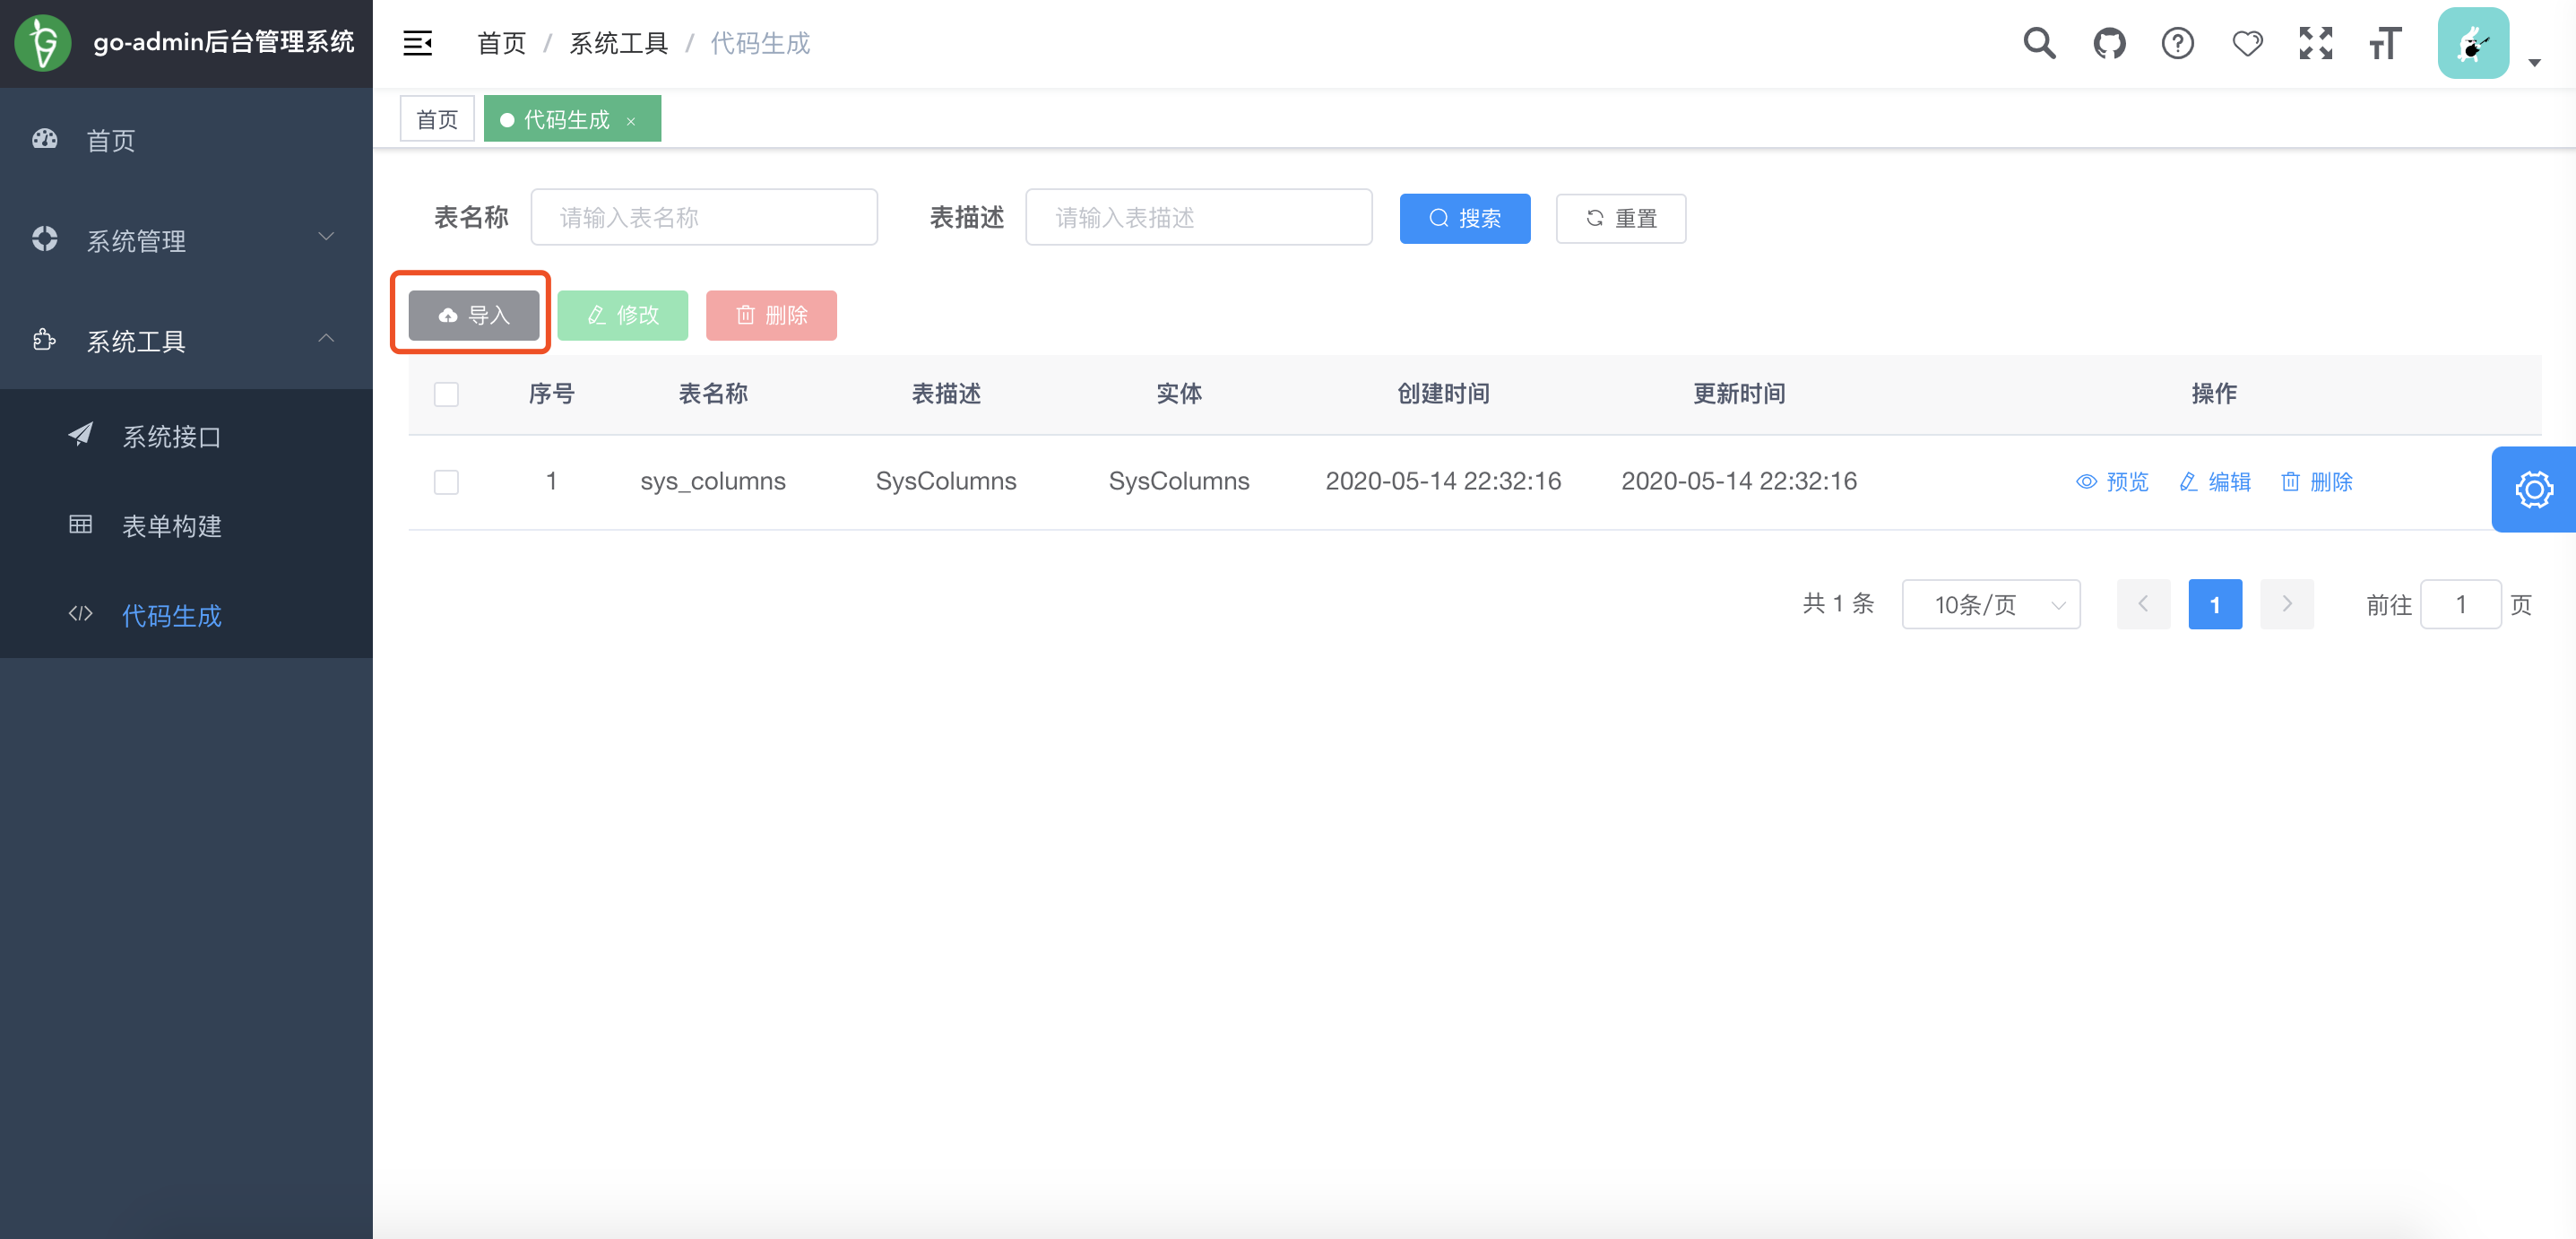 go-admin后台管理系统
首页 / 系统工具 / 代码生成
首页
代码生成 ×
首页
系统管理
系统工具
系统接口
表单构建
代码生成
表名称 请输入表名称 表描述 请输入表描述 搜索 重置
导入 修改 删除
序号 表名称 表描述 实体 创建时间 更新时间 操作
1 sys_columns SysColumns SysColumns 2020-05-14 22:32:16 2020-05-14 22:32:16 预览 编辑 删除
共 1 条 10条/页 1 前往 1 页